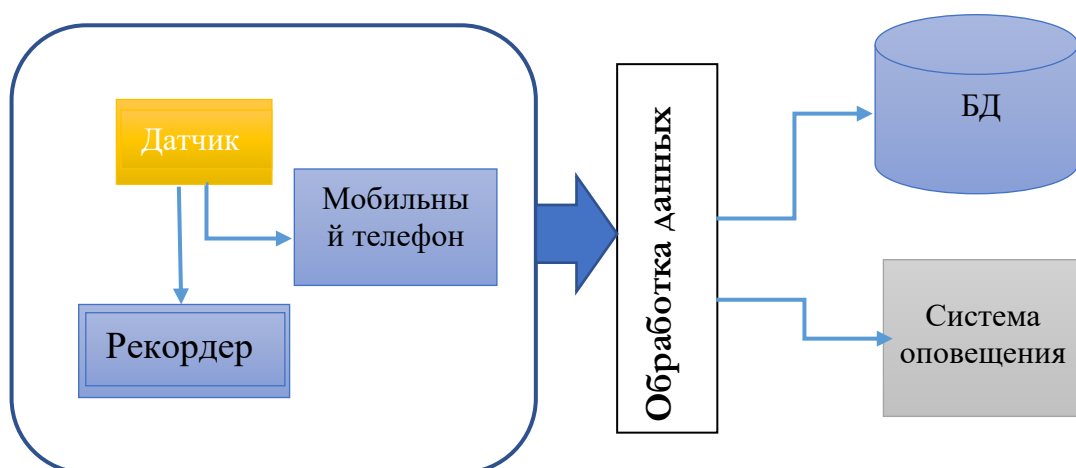 Датчик
Мобильны
й телефон
Рекордер
Обработка данных
БД
Система
оповещения